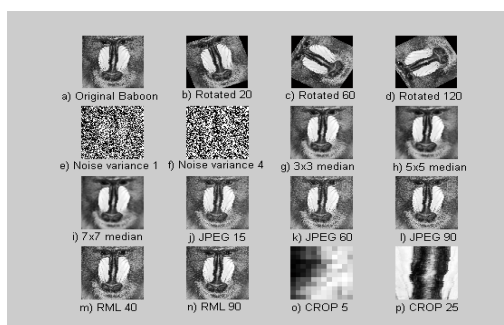 a) Original Baboon
b) Rotated 20
c) Rotated 60
d) Rotated 120
e) Noise variance 1
f) Noise variance 4
g) 3x3 median
h) 5x5 median
i) 7x7 median
j) JPEG 15
k) JPEG 60
l) JPEG 90
m) RML 40
n) RML 90
o) CROP 5
p) CROP 25